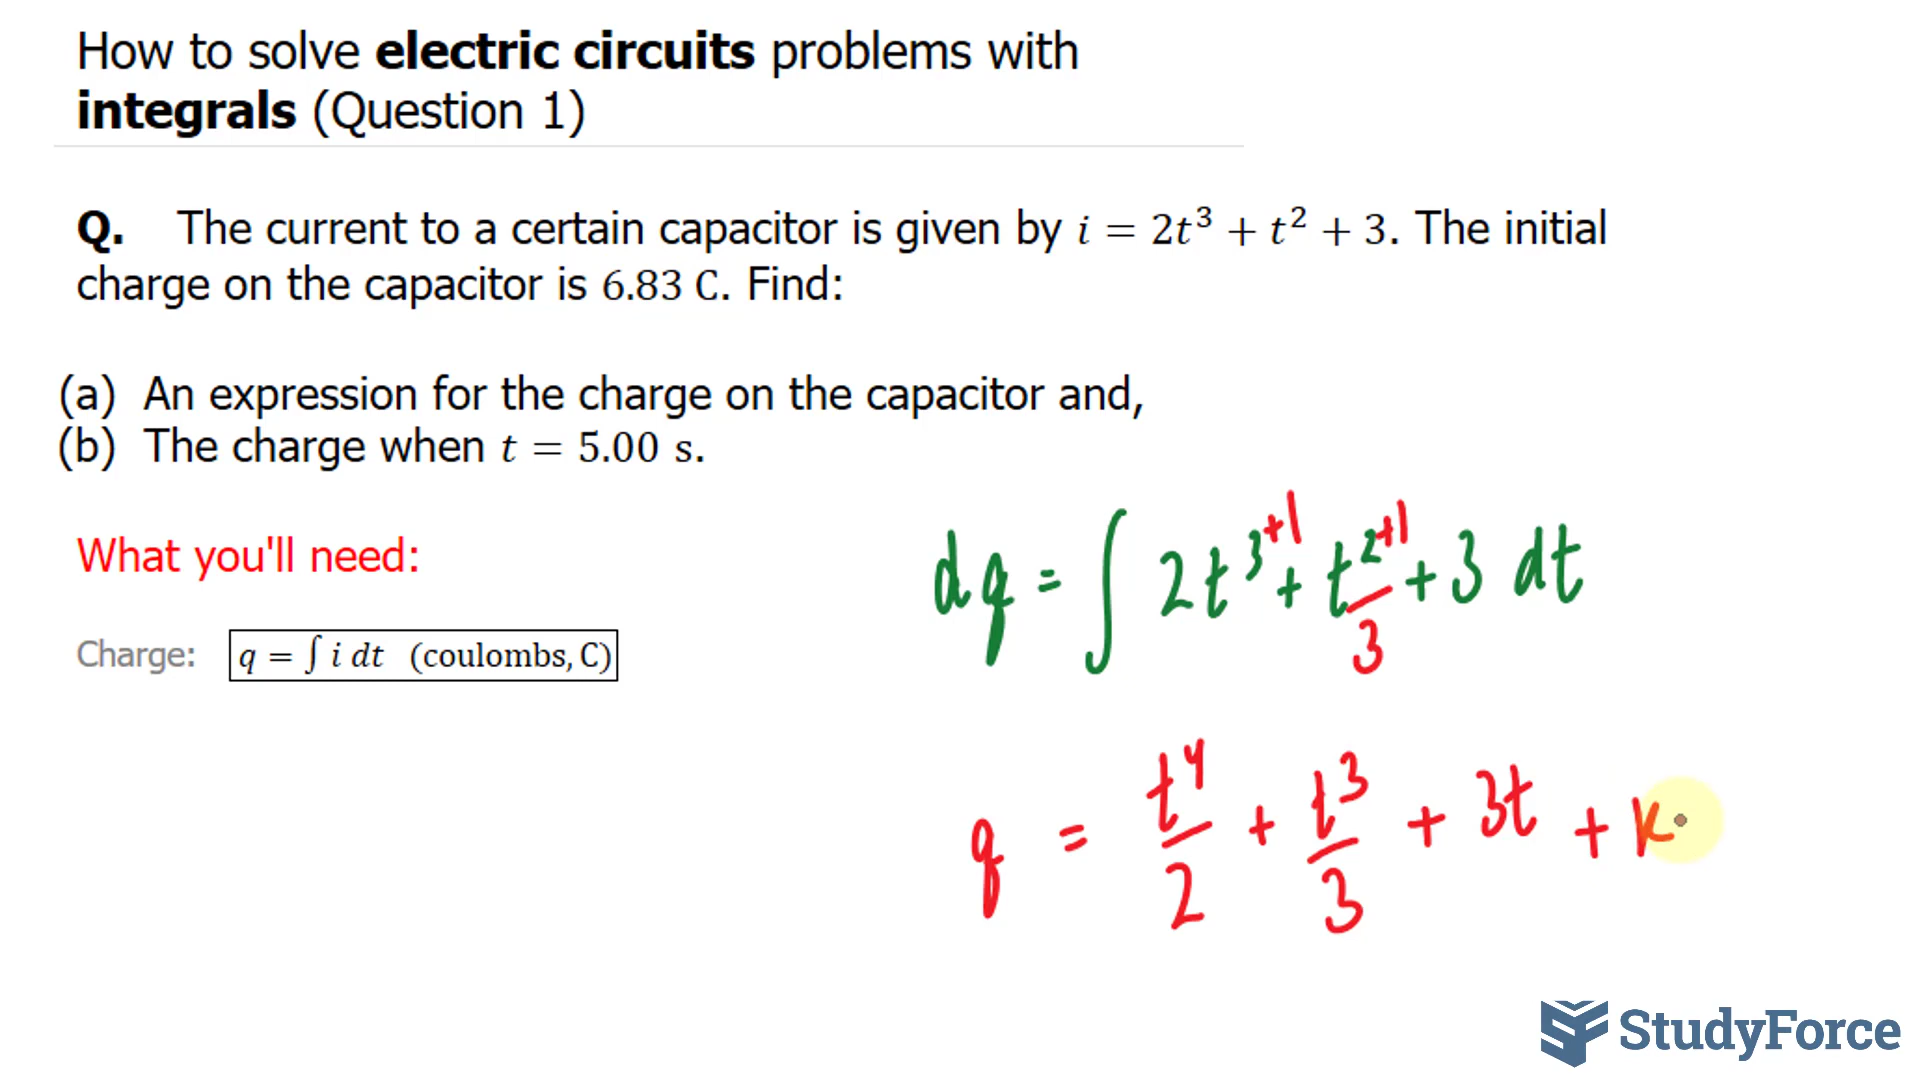 How to solve electric circuits problems with
integrals (Question 1)
Q. The current to a certain capacitor is given by i = 2t³ + t² + 3. The initial
charge on the capacitor is 6.83 C. Find:
(a) An expression for the charge on the capacitor and,
(b) The charge when t = 5.00 s.
What you'll need:
Charge: q = ∫ i dt (coulombs, C)
dq = ∫ 2t³⁺¹ + t²⁺¹/3 + 3 dt
q = t⁴/2 + t³/3 + 3t + k
StudyForce